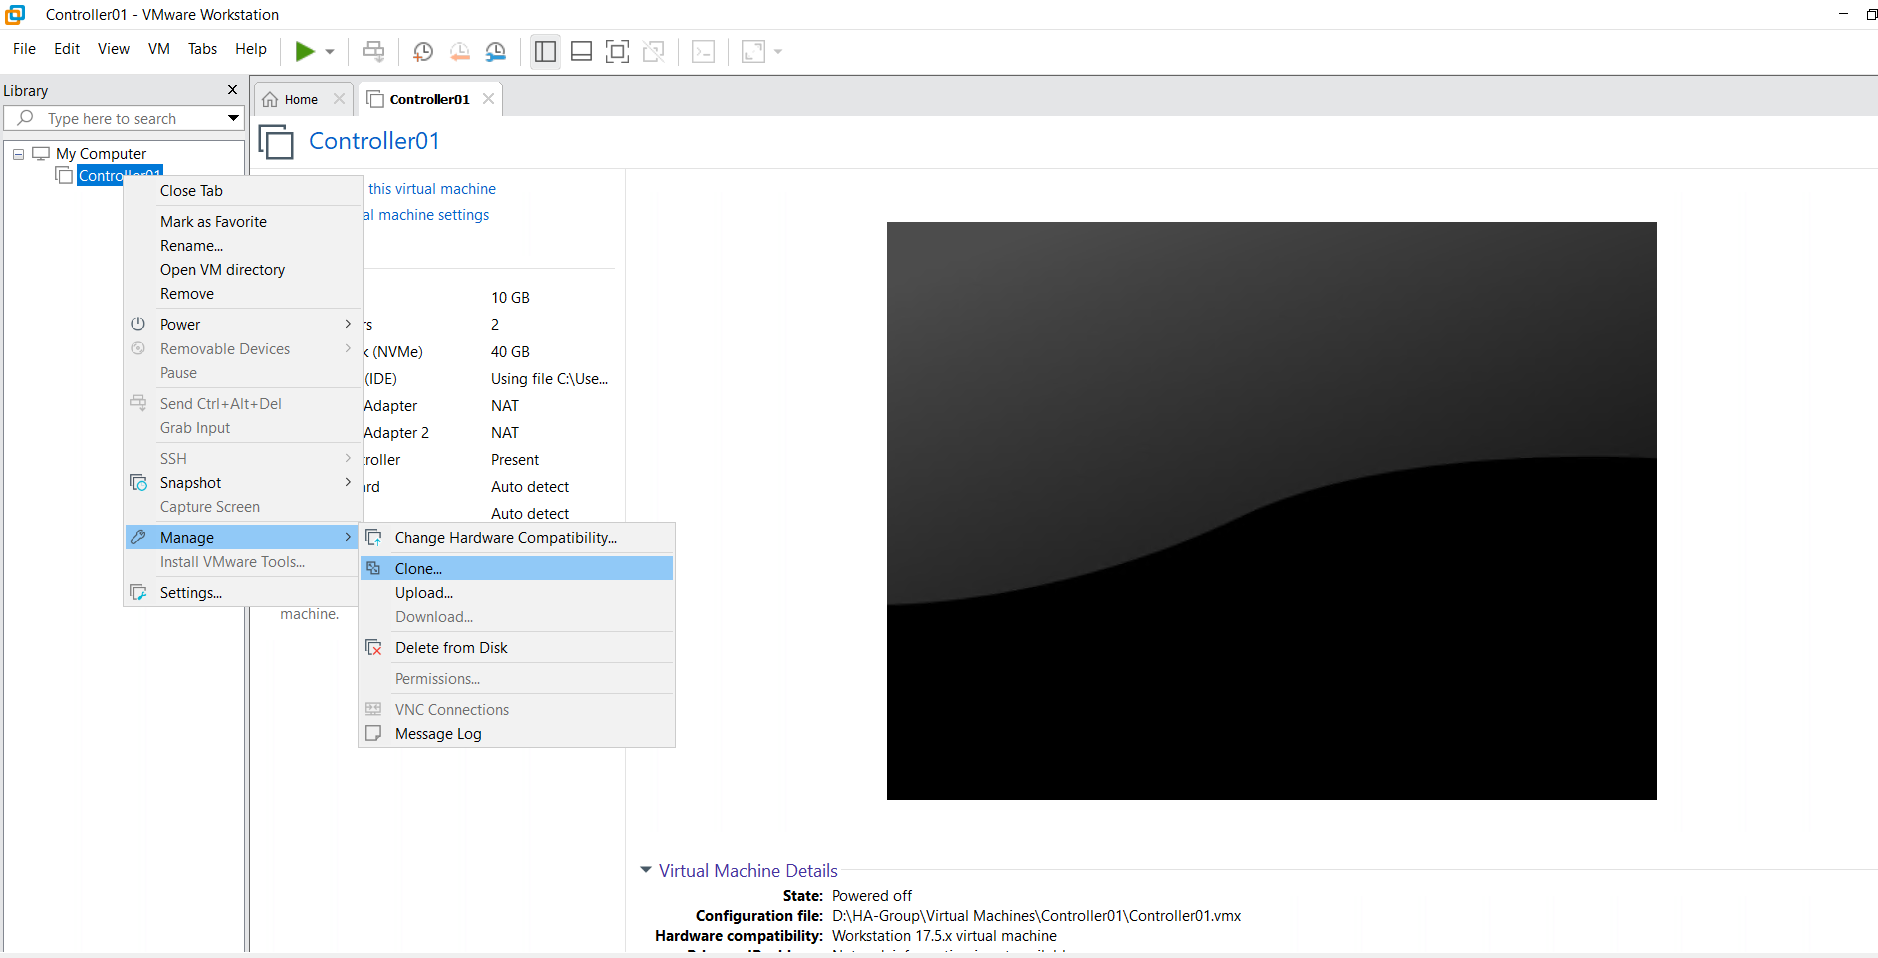 Controller01 - VMware Workstation
File Edit View VM Tabs Help
Library
Type here to search
My Computer
Controller01
Home
Controller01
Controller01
this virtual machine
machine settings
Close Tab
Mark as Favorite
Rename...
Open VM directory
Remove
Power
Removable Devices
Pause
Send Ctrl+Alt+Del
Grab Input
SSH
Snapshot
Capture Screen
Manage
Install VMware Tools...
Settings...
10 GB
2
(NVMe) 40 GB
(IDE) Using file C:\Use...
Adapter NAT
Adapter 2 NAT
Present
Auto detect
Auto detect
machine.
Change Hardware Compatibility...
Clone...
Upload...
Download...
Delete from Disk
Permissions...
VNC Connections
Message Log
Virtual Machine Details
State: Powered off
Configuration file: D:\HA-Group\Virtual Machines\Controller01\Controller01.vmx
Hardware compatibility: Workstation 17.5.x virtual machine